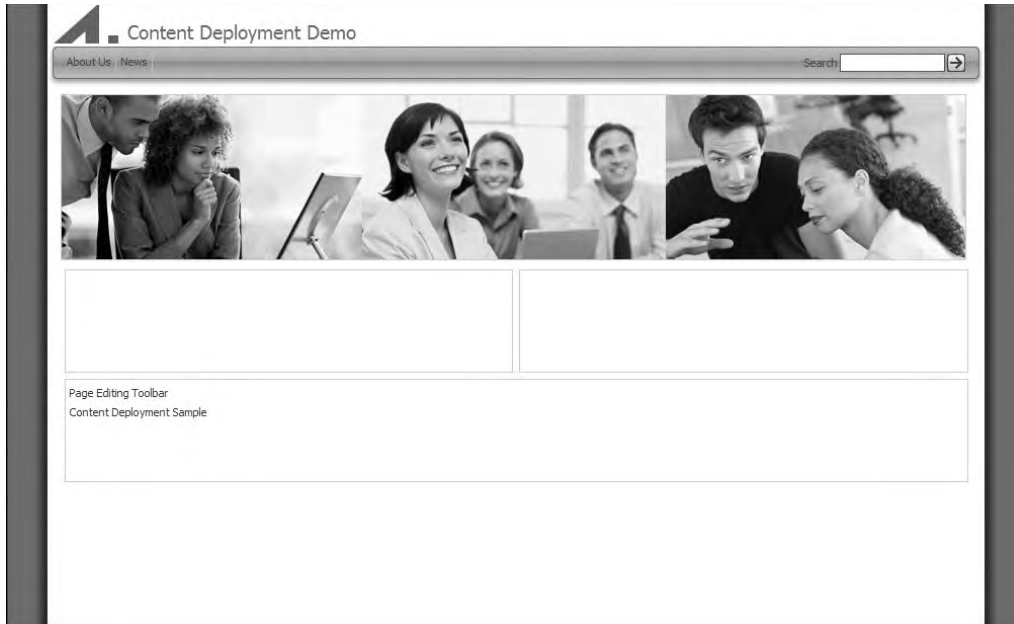 Content Deployment Demo
About Us News Search
Page Editing Toolbar
Content Deployment Sample